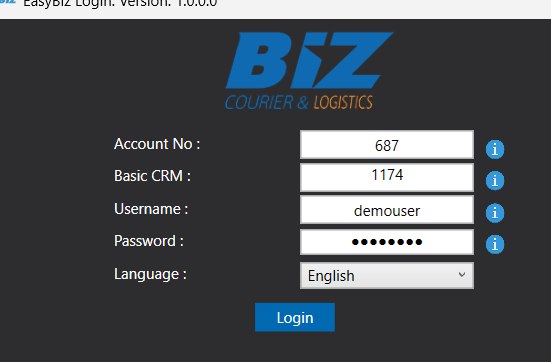 BIZ EasyBiz Login. Version: 1.0.0.0
BiZ
COURIER & LOGISTICS
Account No : 687 i
Basic CRM : 1174
Username : demouser i
Password : ●●●●●●●● i
Language : English
Login